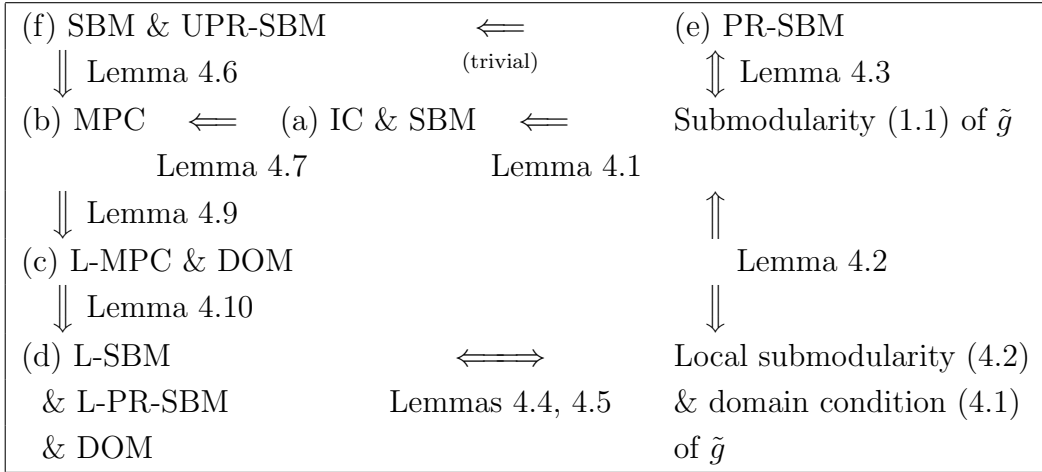 (f) SBM & UPR-SBM ⟸ (e) PR-SBM
(trivial)
⇓ Lemma 4.6 ⇕ Lemma 4.3
(b) MPC ⟸ (a) IC & SBM ⟸ Submodularity (1.1) of g̃
Lemma 4.7 Lemma 4.1
⇓ Lemma 4.9 ⇑
(c) L-MPC & DOM Lemma 4.2
⇓ Lemma 4.10 ⇓
(d) L-SBM ⟺ Local submodularity (4.2)
& L-PR-SBM Lemmas 4.4, 4.5 & domain condition (4.1)
& DOM of g̃